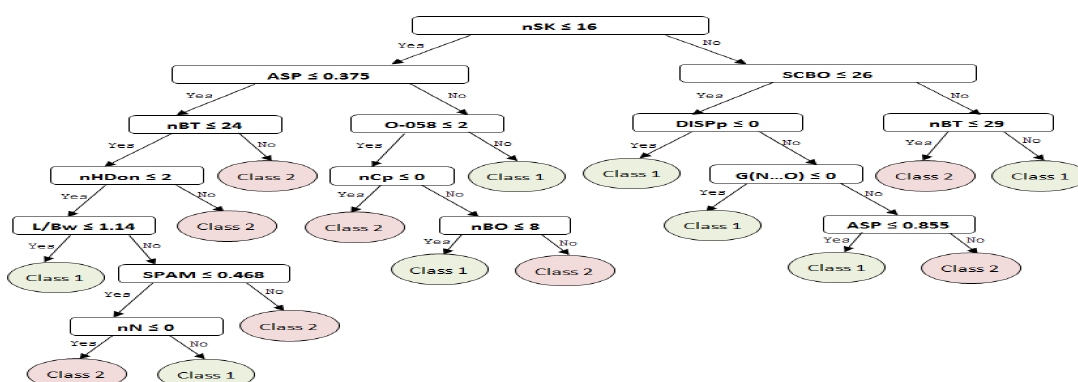 nSK ≤ 16
Yes No
ASP ≤ 0.375 SCBO ≤ 26
Yes No Yes No
nBT ≤ 24 O-058 ≤ 2 DISPp ≤ 0 nBT ≤ 29
Yes No Yes No Yes No Yes No
nHDon ≤ 2 Class 2 nCp ≤ 0 Class 1 Class 1 G(N...O) ≤ 0 Class 2 Class 1
Yes No Yes No Yes No
L/Bw ≤ 1.14 Class 2 Class 2 nBO ≤ 8 Class 1 ASP ≤ 0.855
Yes No Yes No Yes No
Class 1 SPAM ≤ 0.468 Class 1 Class 2 Class 1 Class 2
Yes No
nN ≤ 0 Class 2
Yes No
Class 2 Class 1